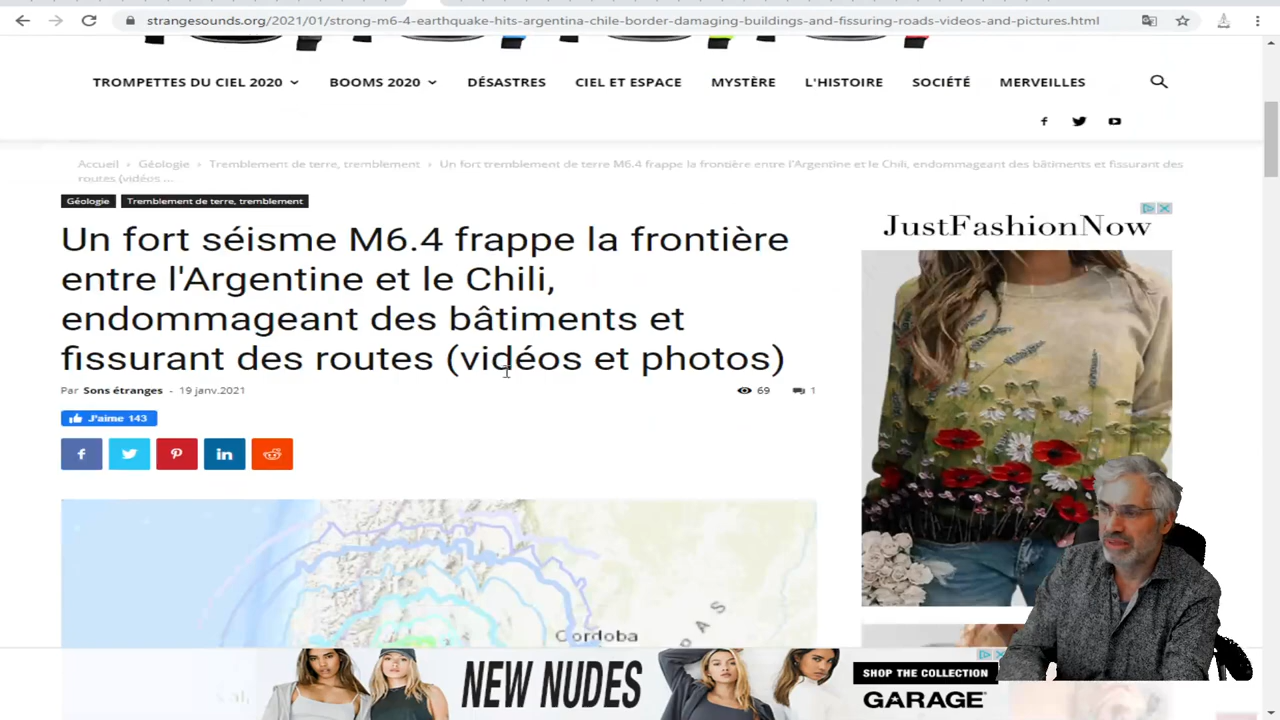 strangesounds.org/2021/01/strong-m6-4-earthquake-hits-argentina-chile-border-damaging-buildings-and-fissuring-roads-videos-and-pictures.html
TROMPETTES DU CIEL 2020 BOOMS 2020 DÉSASTRES CIEL ET ESPACE MYSTÈRE L'HISTOIRE SOCIÉTÉ MERVEILLES
Accueil › Géologie › Tremblement de terre, tremblement › Un fort tremblement de terre M6.4 frappe la frontière entre l'Argentine et le Chili, endommageant des bâtiments et fissurant des
routes (vidéos ...
Géologie Tremblement de terre, tremblement
Un fort séisme M6.4 frappe la frontière
entre l'Argentine et le Chili,
endommageant des bâtiments et
fissurant des routes (vidéos et photos)
Par Sons étranges - 19 janv.2021 69 1
J'aime 143
JustFashionNow
Cordoba
NEW NUDES
SHOP THE COLLECTION
GARAGE